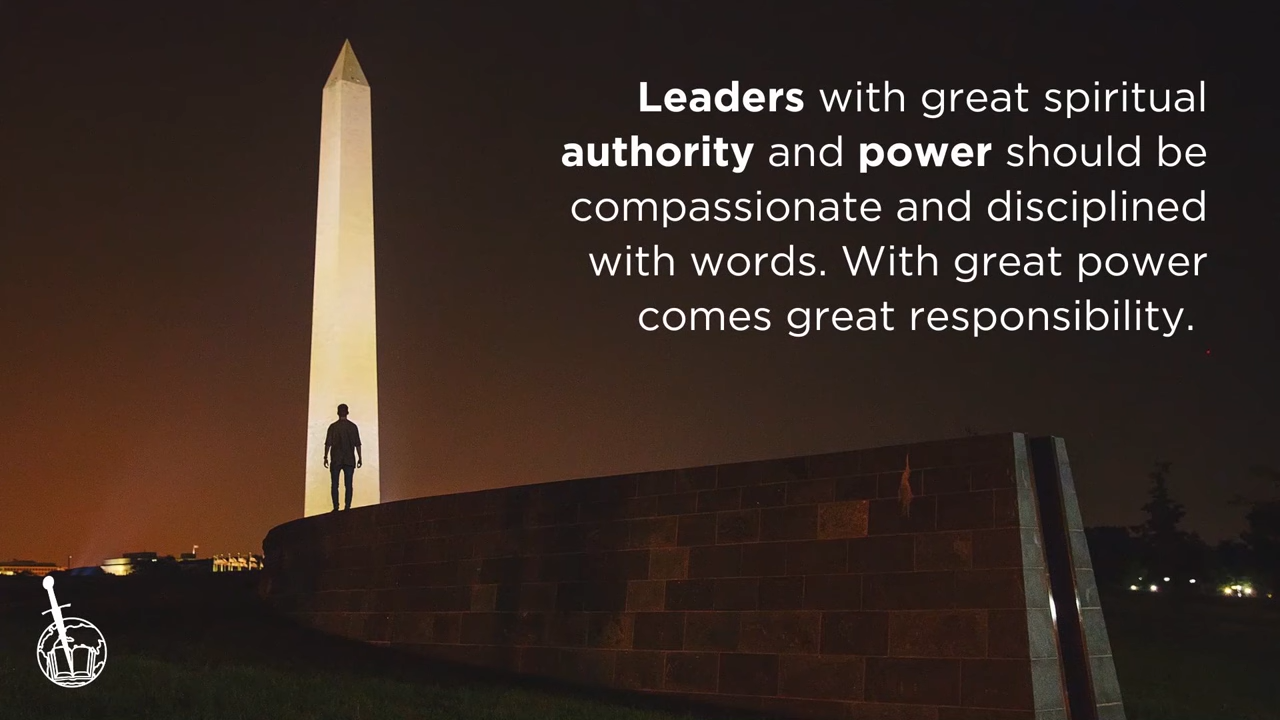 Leaders with great spiritual
authority and power should be
compassionate and disciplined
with words. With great power
comes great responsibility.